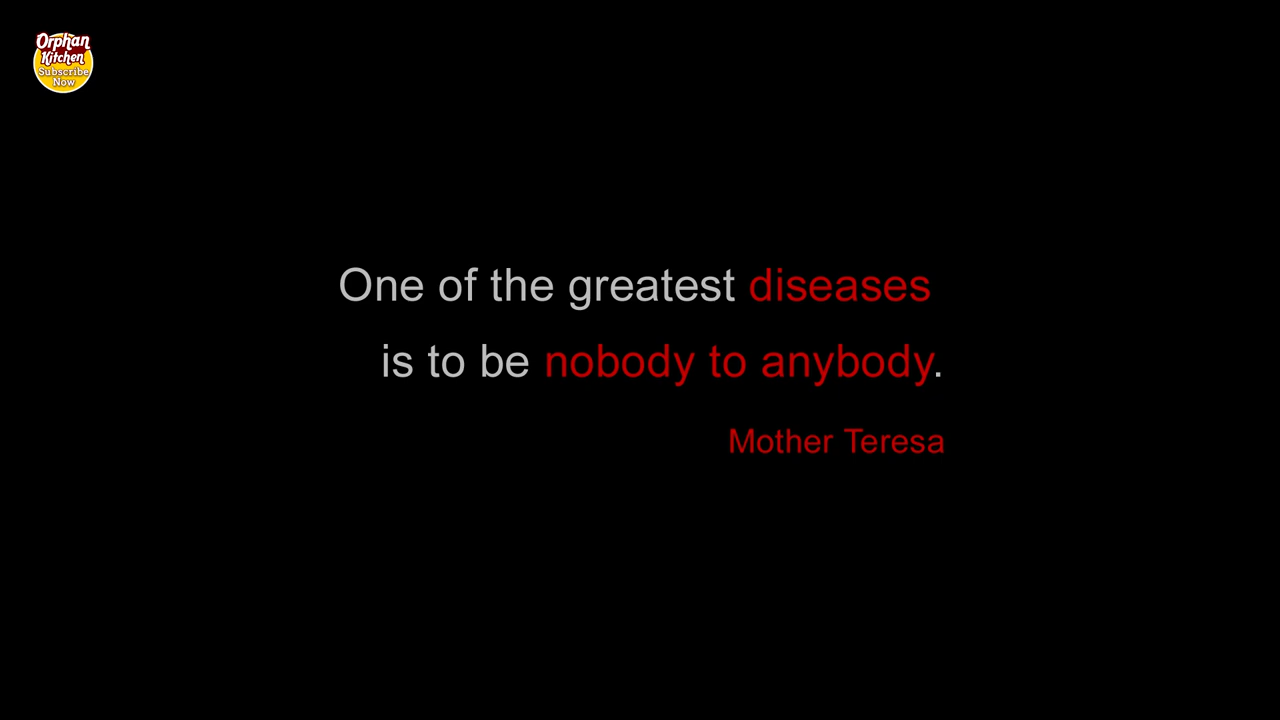 Orphan
Kitchen
Subscribe
Now
One of the greatest diseases
is to be nobody to anybody.
Mother Teresa